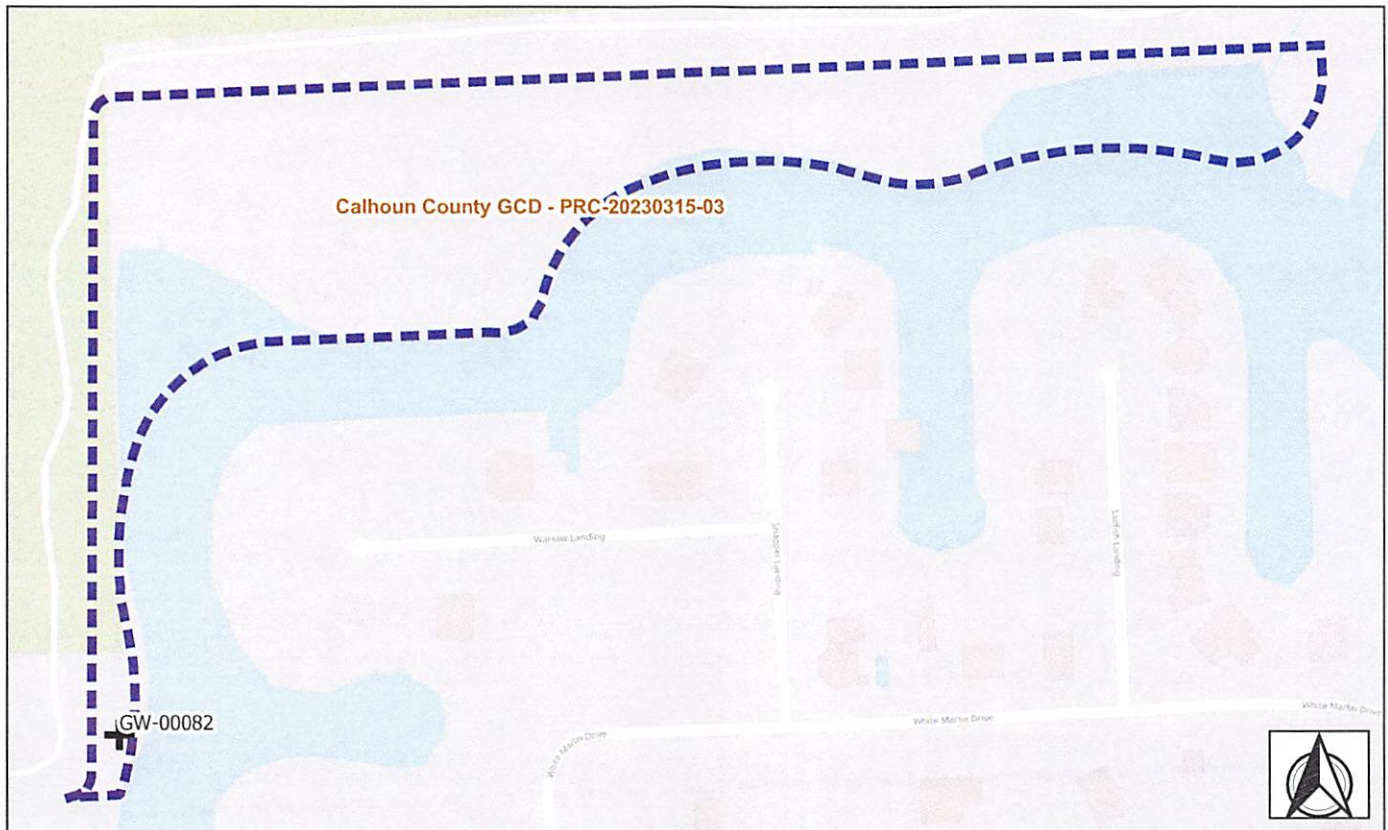 Calhoun County GCD - PRC-20230315-03
Warsaw Landing
Snapper Landing
Sailfish Landing
GW-00082
White Marlin Drive
White Marlin Drive
White Marlin Drive